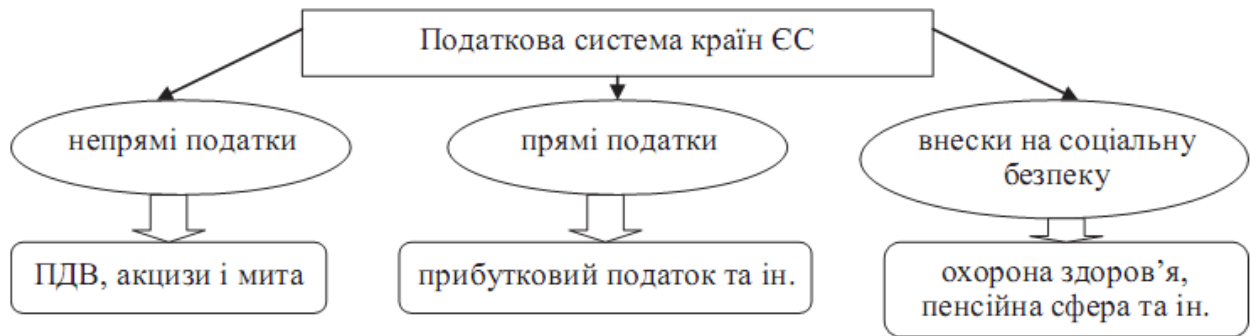 Податкова система країн ЄС
непрямі податки
прямі податки
внески на соціальну
безпеку
ПДВ, акцизи і мита
прибутковий податок та ін.
охорона здоров’я,
пенсійна сфера та ін.